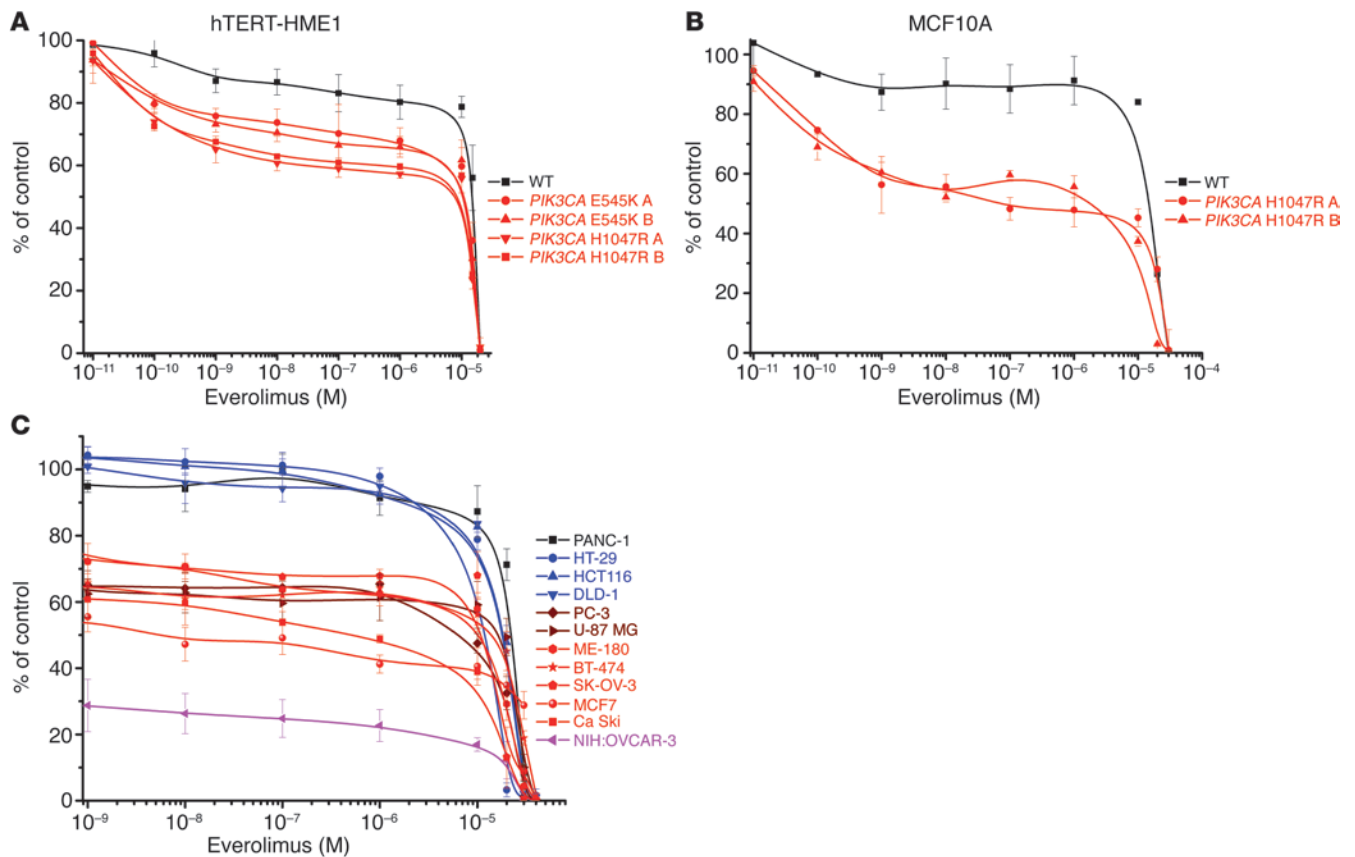 A
hTERT-HME1
% of control
100
80
60
40
20
0
10⁻¹¹ 10⁻¹⁰ 10⁻⁹ 10⁻⁸ 10⁻⁷ 10⁻⁶ 10⁻⁵
Everolimus (M)
WT
PIK3CA E545K A
PIK3CA E545K B
PIK3CA H1047R A
PIK3CA H1047R B
B
MCF10A
% of control
100
80
60
40
20
0
10⁻¹¹ 10⁻¹⁰ 10⁻⁹ 10⁻⁸ 10⁻⁷ 10⁻⁶ 10⁻⁵ 10⁻⁴
Everolimus (M)
WT
PIK3CA H1047R A
PIK3CA H1047R B
C
% of control
100
80
60
40
20
0
10⁻⁹ 10⁻⁸ 10⁻⁷ 10⁻⁶ 10⁻⁵
Everolimus (M)
PANC-1
HT-29
HCT116
DLD-1
PC-3
U-87 MG
ME-180
BT-474
SK-OV-3
MCF7
Ca Ski
NIH:OVCAR-3